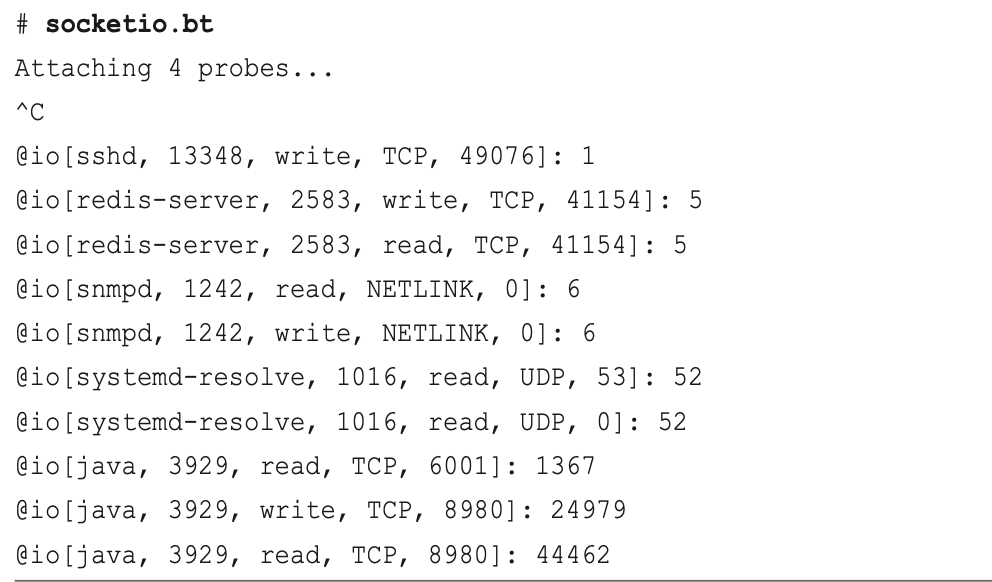 # socketio.bt
Attaching 4 probes...
^C
@io[sshd, 13348, write, TCP, 49076]: 1
@io[redis-server, 2583, write, TCP, 41154]: 5
@io[redis-server, 2583, read, TCP, 41154]: 5
@io[snmpd, 1242, read, NETLINK, 0]: 6
@io[snmpd, 1242, write, NETLINK, 0]: 6
@io[systemd-resolve, 1016, read, UDP, 53]: 52
@io[systemd-resolve, 1016, read, UDP, 0]: 52
@io[java, 3929, read, TCP, 6001]: 1367
@io[java, 3929, write, TCP, 8980]: 24979
@io[java, 3929, read, TCP, 8980]: 44462